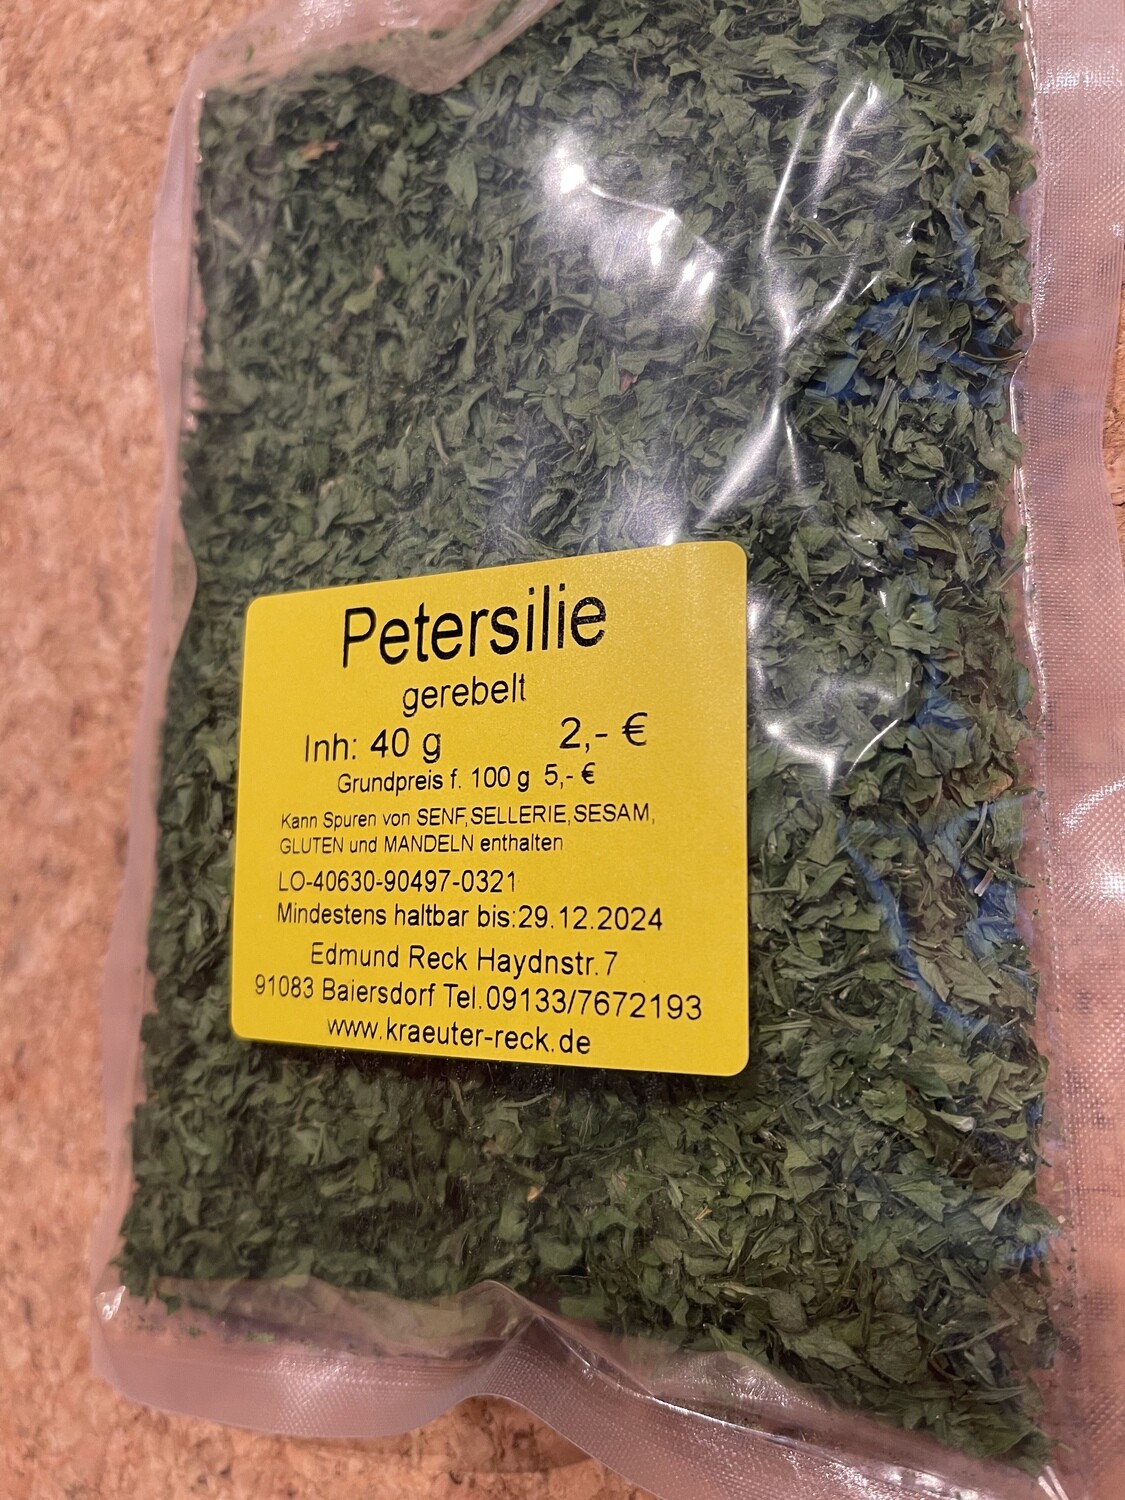 Petersilie
gerebelt
Inh: 40 g 2,- €
Grundpreis f. 100 g 5,- €
Kann Spuren von SENF,SELLERIE,SESAM,
GLUTEN und MANDELN enthalten
LO-40630-90497-0321
Mindestens haltbar bis:29.12.2024
Edmund Reck Haydnstr.7
91083 Baiersdorf Tel.09133/7672193
www.kraeuter-reck.de